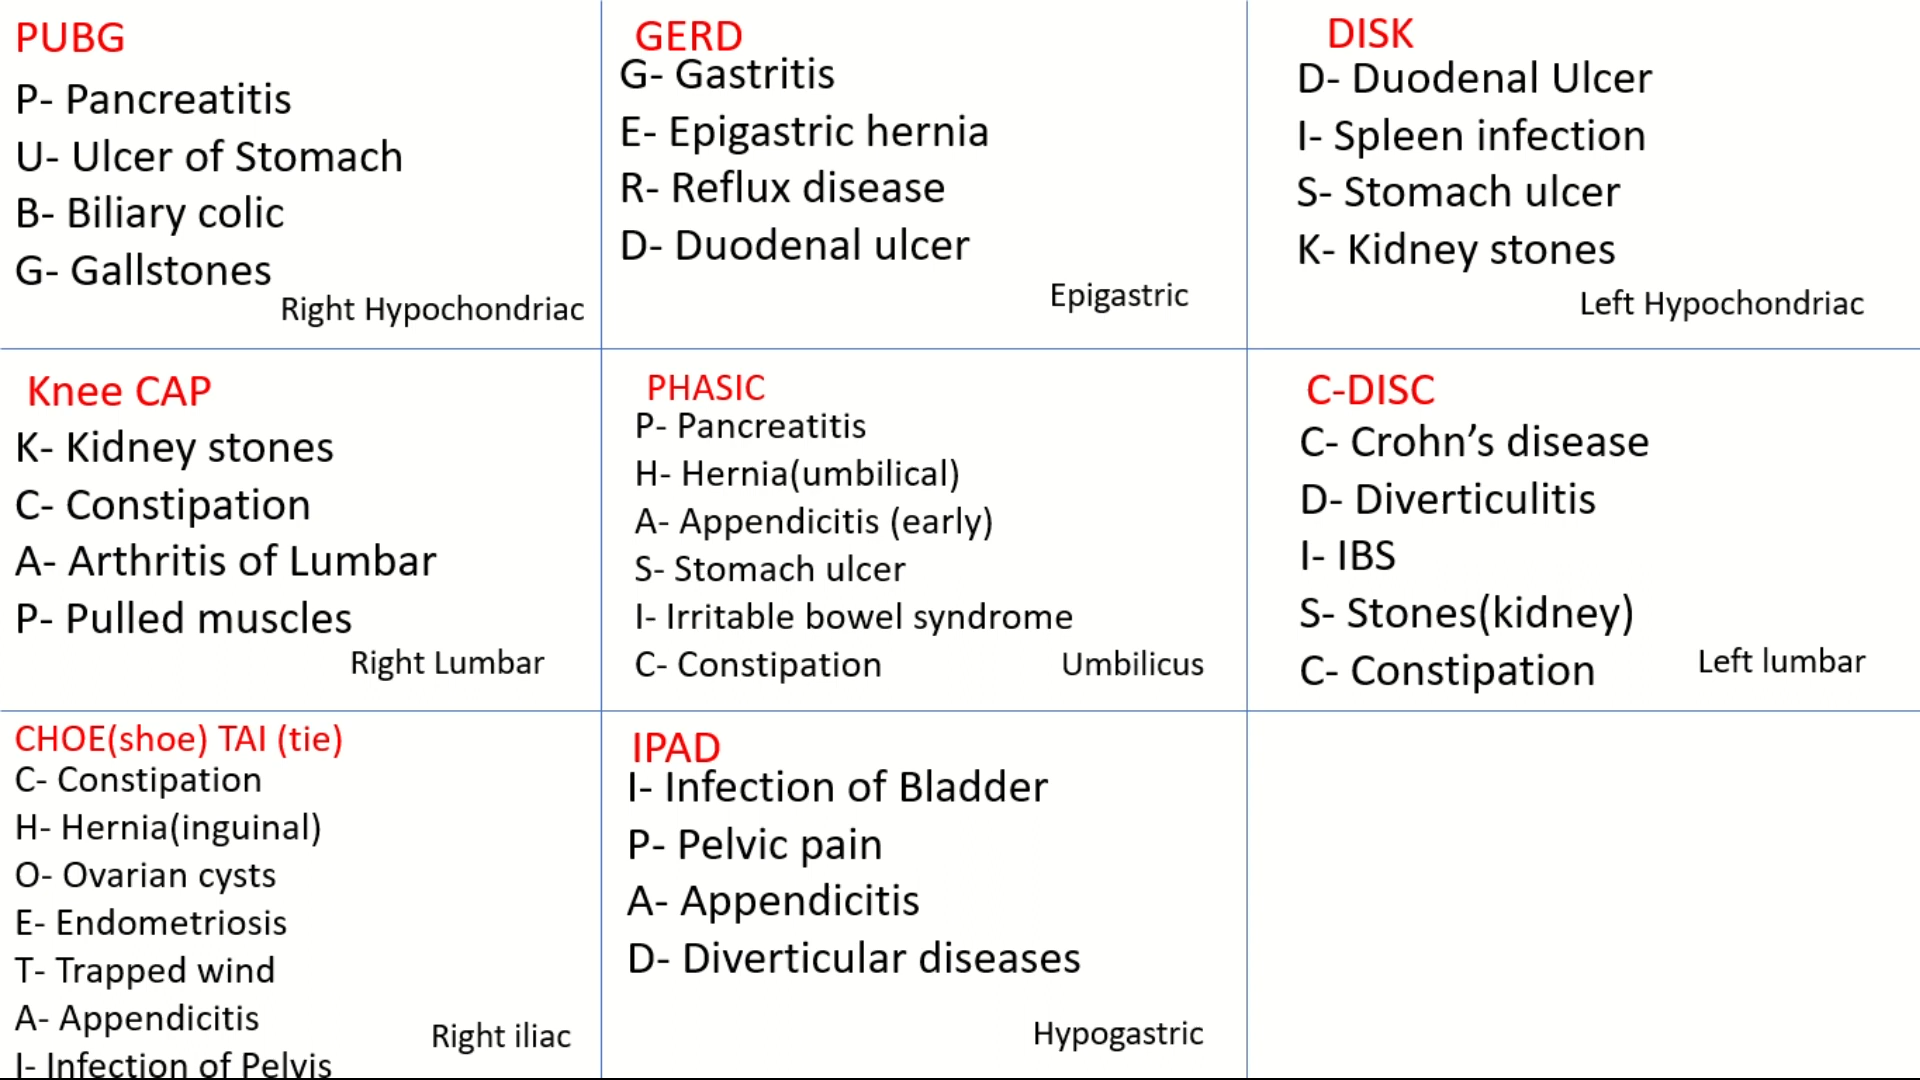 PUBG
P- Pancreatitis
U- Ulcer of Stomach
B- Biliary colic
G- Gallstones
Right Hypochondriac
GERD
G- Gastritis
E- Epigastric hernia
R- Reflux disease
D- Duodenal ulcer
Epigastric
DISK
D- Duodenal Ulcer
I- Spleen infection
S- Stomach ulcer
K- Kidney stones
Left Hypochondriac
Knee CAP
K- Kidney stones
C- Constipation
A- Arthritis of Lumbar
P- Pulled muscles
Right Lumbar
PHASIC
P- Pancreatitis
H- Hernia(umbilical)
A- Appendicitis (early)
S- Stomach ulcer
I- Irritable bowel syndrome
C- Constipation
Umbilicus
C-DISC
C- Crohn’s disease
D- Diverticulitis
I- IBS
S- Stones(kidney)
C- Constipation
Left lumbar
CHOE(shoe) TAI (tie)
C- Constipation
H- Hernia(inguinal)
O- Ovarian cysts
E- Endometriosis
T- Trapped wind
A- Appendicitis
I- Infection of Pelvis
Right iliac
IPAD
I- Infection of Bladder
P- Pelvic pain
A- Appendicitis
D- Diverticular diseases
Hypogastric